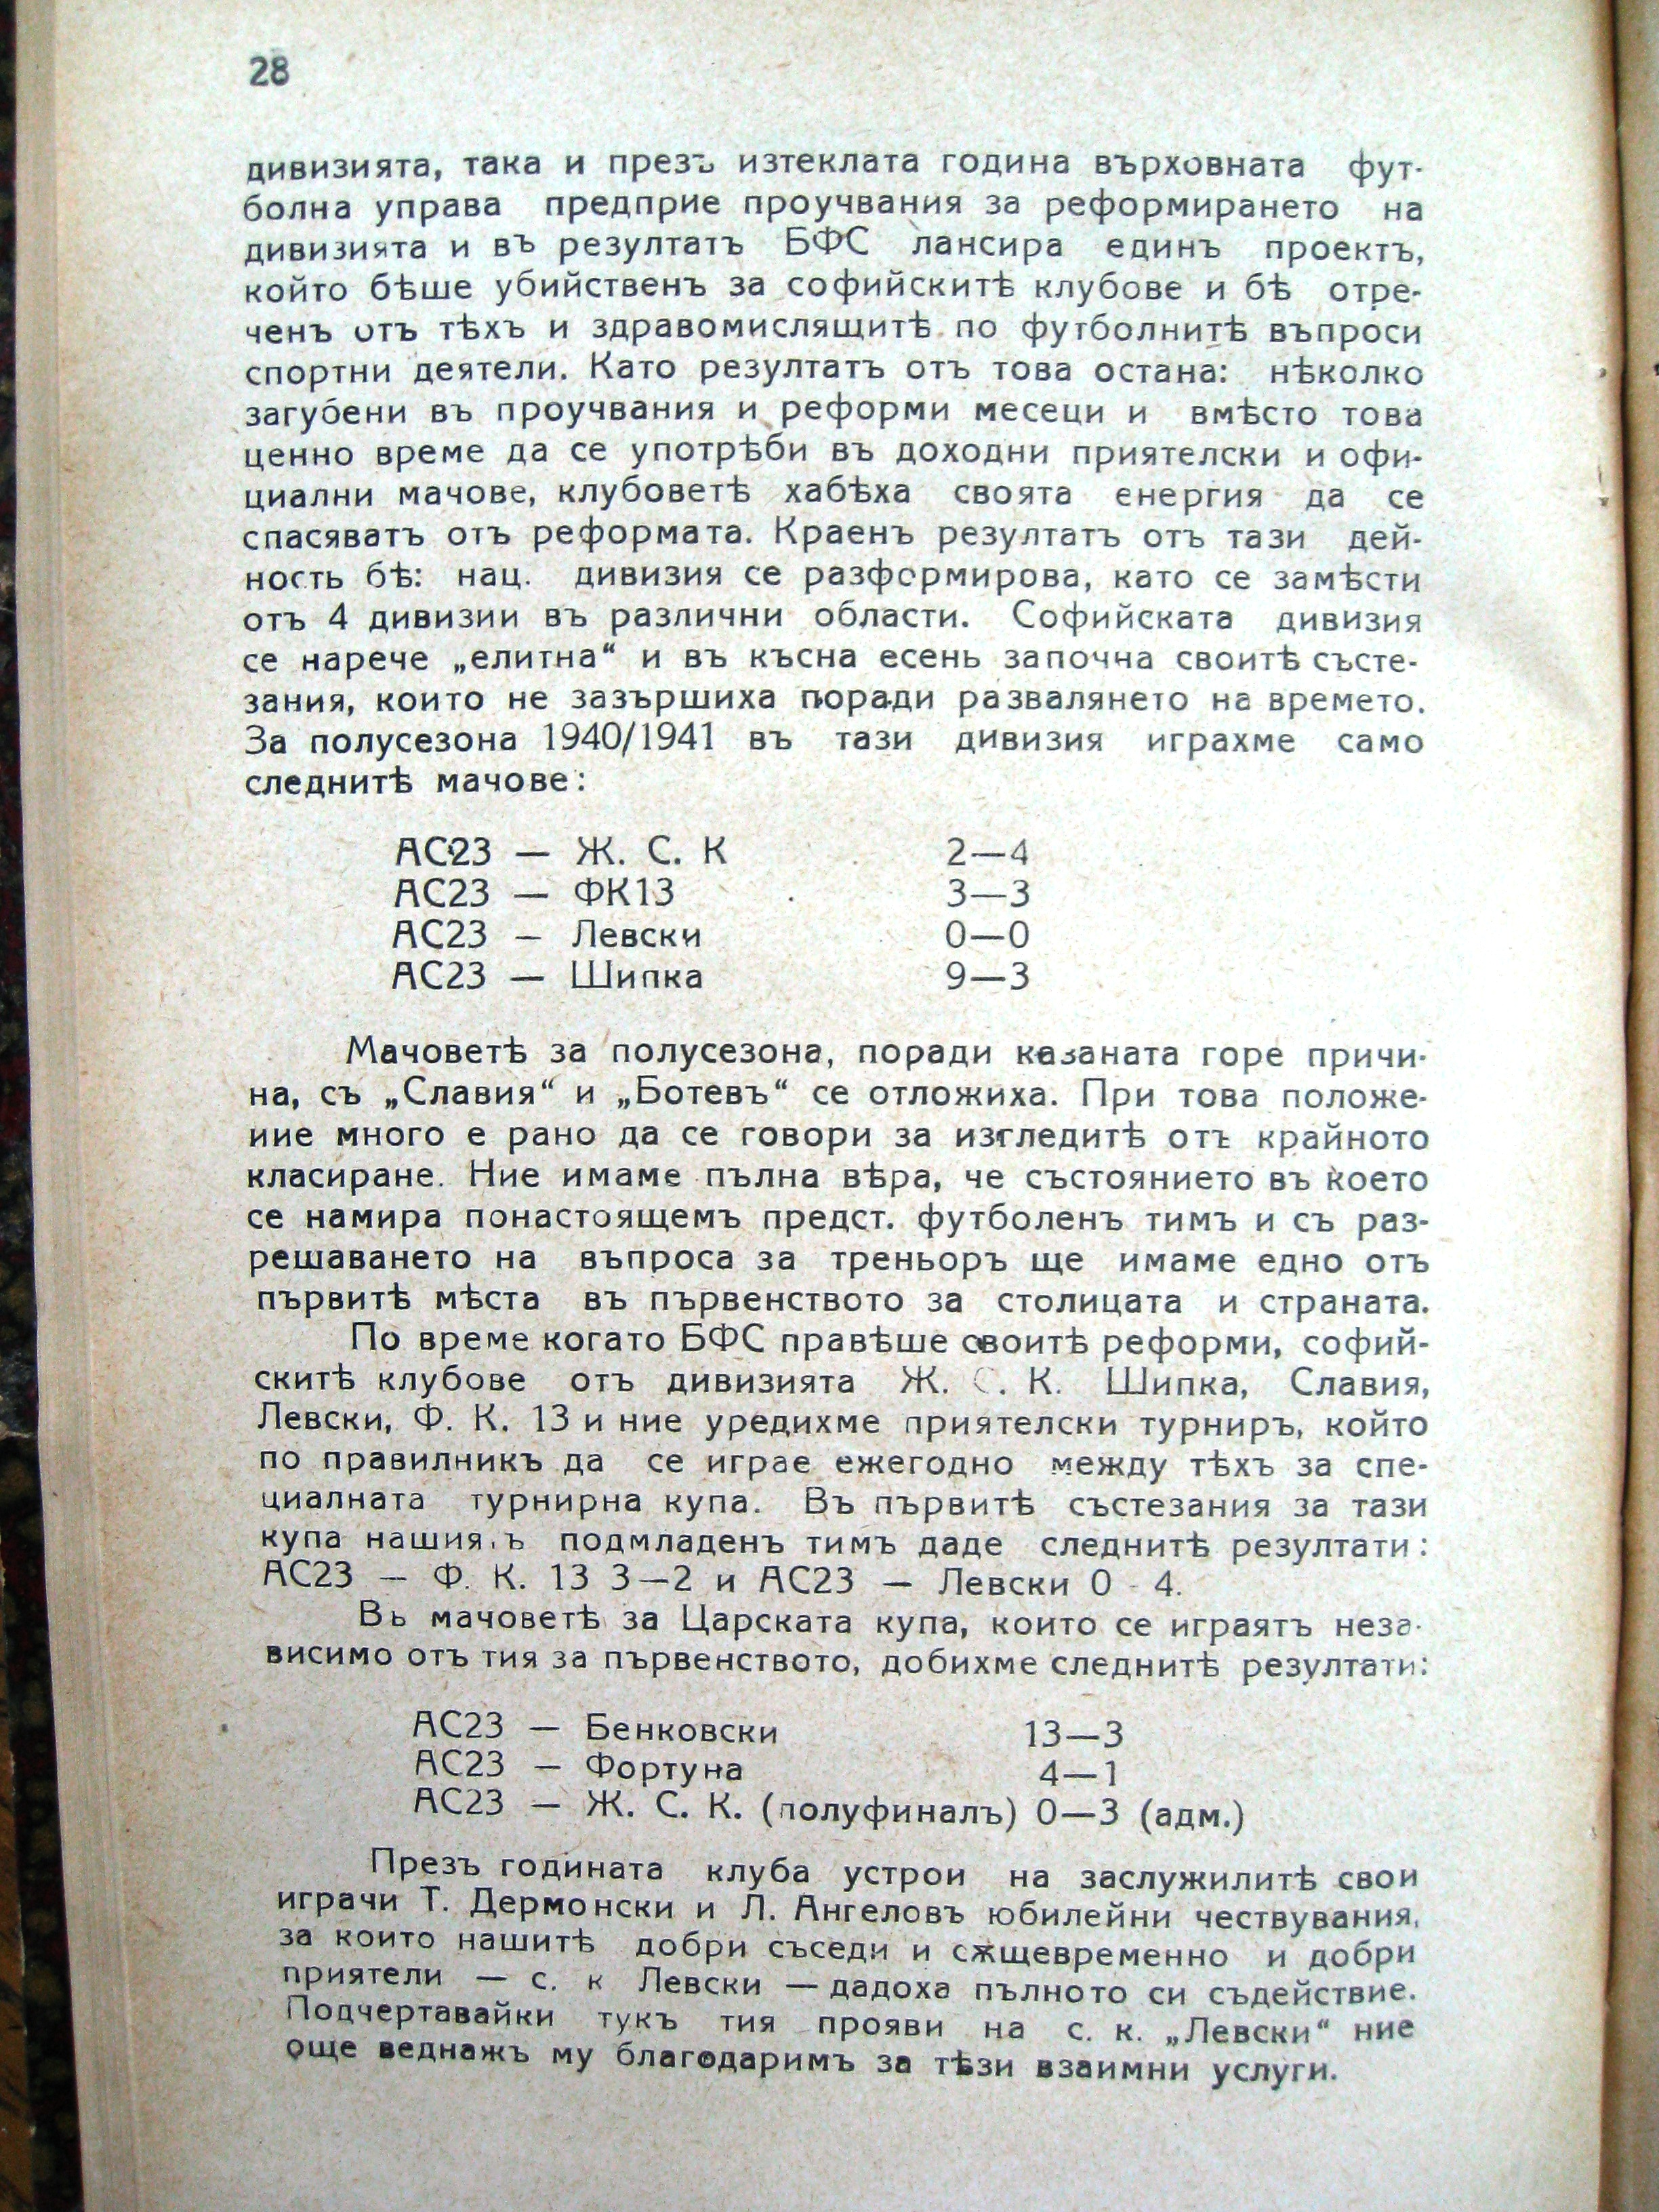 28
дивизията, така и презъ изтеклата година върховната фут-
болна управа предприе проучвания за реформирането на
дивизията и въ резултатъ БФС лансира единъ проектъ,
който бѣше убийственъ за софийскитѣ клубове и бѣ отре-
ченъ отъ тѣхъ и здравомислящитѣ по футболнитѣ въпроси
спортни деятели. Като резултатъ отъ това остана: нѣколко
загубени въ проучвания и реформи месеци и вмѣсто това
ценно време да се употрѣби въ доходни приятелски и офи-
циални мачове, клубоветѣ хабѣха своята енергия да се
спасяватъ отъ реформата. Краенъ резултатъ отъ тази дей-
ность бѣ: нац. дивизия се разформирова, като се замѣсти
отъ 4 дивизии въ различни области. Софийската дивизия
се нарече „елитна“ и въ късна есень започна своитѣ състе-
зания, които не зазършиха поради развалянето на времето.
За полусезона 1940/1941 въ тази дивизия играхме само
следнитѣ мачове:
АС23 — Ж. С. К 2—4
АС23 — ФК13 3—3
АС23 — Левски 0—0
АС23 — Шипка 9—3
Мачоветѣ за полусезона, поради казаната горе причи-
на, съ „Славия“ и „Ботевъ“ се отложиха. При това положе-
ние много е рано да се говори за изгледитѣ отъ крайното
класиране. Ние имаме пълна вѣра, че състоянието въ което
се намира понастоящемъ предст. футболенъ тимъ и съ раз-
решаването на въпроса за треньоръ ще имаме едно отъ
първитѣ мѣста въ първенството за столицата и страната.
По време когато БФС правѣше своитѣ реформи, софий-
скитѣ клубове отъ дивизията Ж. С. К. Шипка, Славия,
Левски, Ф. К. 13 и ние уредихме приятелски турниръ, който
по правилникъ да се играе ежегодно между тѣхъ за спе-
циалната турнирна купа. Въ първитѣ състезания за тази
купа нашиятъ подмладенъ тимъ даде следнитѣ резултати:
АС23 — Ф. К. 13 3—2 и АС23 — Левски 0 - 4.
Въ мачоветѣ за Царската купа, които се играятъ неза-
висимо отъ тия за първенството, добихме следнитѣ резултати:
АС23 — Бенковски 13—3
АС23 — Фортуна 4—1
АС23 — Ж. С. К. (полуфиналъ) 0—3 (адм.)
Презъ годината клуба устрои на заслужилитѣ свои
играчи Т. Дермонски и Л. Ангеловъ юбилейни чествувания,
за които нашитѣ добри съседи и сѫщевременно и добри
приятели — с. к Левски — дадоха пълното си съдействие.
Подчертавайки тукъ тия прояви на с. к. „Левски“ ние
още веднажъ му благодаримъ за тѣзи взаимни услуги.